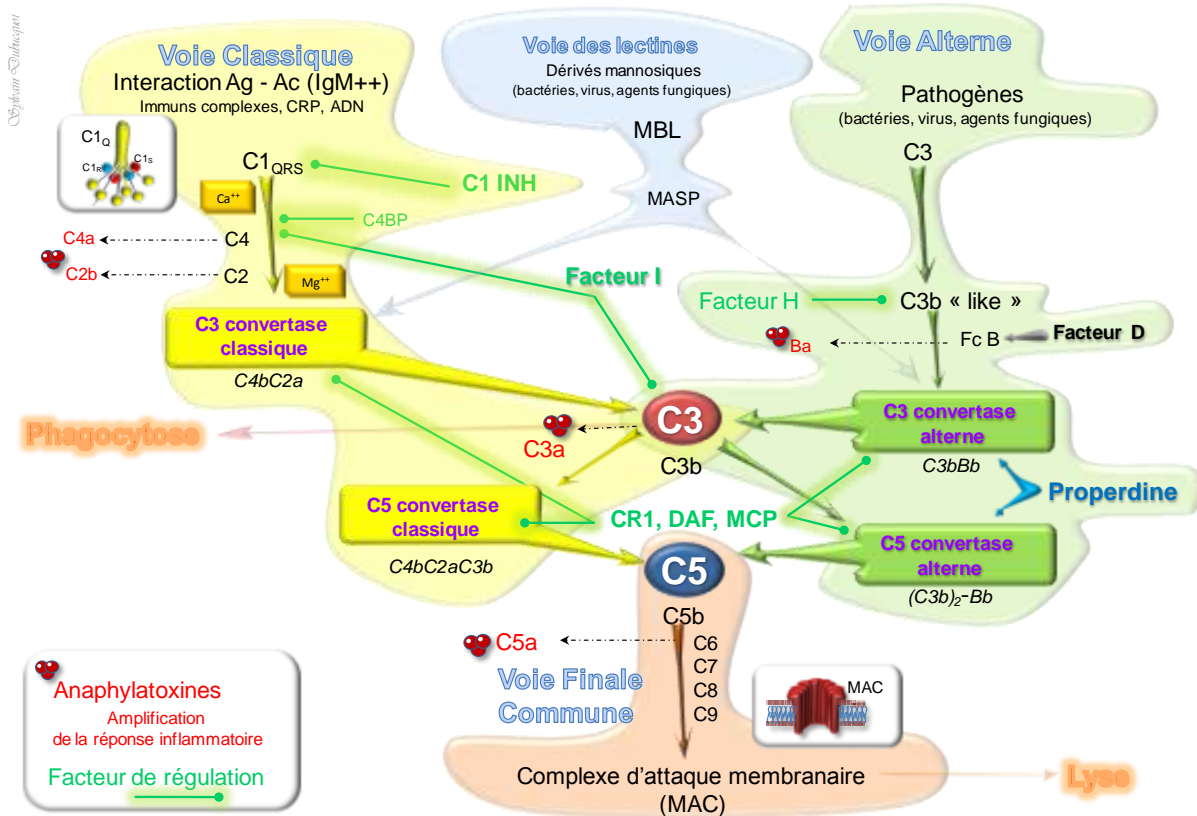 Sylvain Dubucquoi
Voie Classique
Interaction Ag - Ac (IgM++)
Immuns complexes, CRP, ADN
C1Q
C1R
C1S
C1QRS
C1 INH
Ca++
C4BP
C4a
C4
C2b
C2
Mg++
Facteur I
C3 convertase
classique
C4bC2a
Voie des lectines
Dérivés mannosiques
(bactéries, virus, agents fungiques)
MBL
MASP
Voie Alterne
Pathogènes
(bactéries, virus, agents fungiques)
C3
Facteur H
C3b « like »
Ba
Fc B
Facteur D
C3 convertase
alterne
C3bBb
Properdine
Phagocytose
C3
C3a
C3b
C5 convertase
classique
C4bC2aC3b
CR1, DAF, MCP
C5 convertase
alterne
(C3b)2-Bb
C5
C5b
C5a
C6
C7
C8
C9
Voie Finale
Commune
MAC
Complexe d'attaque membranaire
(MAC)
Lyse
Anaphylatoxines
Amplification
de la réponse inflammatoire
Facteur de régulation